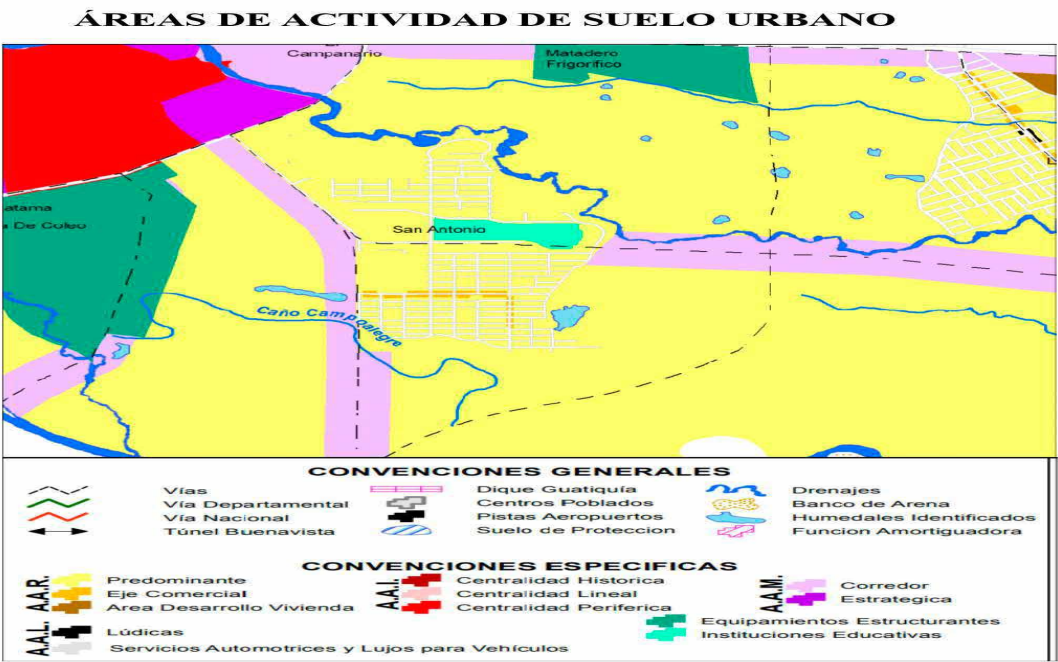 ÁREAS DE ACTIVIDAD DE SUELO URBANO
Campanario
Matadero
Frigorífico
atama
De Coleo
San Antonio
Caño Campoalegre
CONVENCIONES GENERALES
Vías
Vía Departamental
Vía Nacional
Túnel Buenavista
Dique Guatiquía
Centros Poblados
Pistas Aeropuertos
Suelo de Proteccion
Drenajes
Banco de Arena
Humedales Identificados
Funcion Amortiguadora
CONVENCIONES ESPECIFICAS
A.A.R.
Predominante
Eje Comercial
Area Desarrollo Vivienda
A.A.I.
Centralidad Historica
Centralidad Lineal
Centralidad Periferica
A.A.M.
Corredor
Estrategica
A.A.L.
Lúdicas
Servicios Automotrices y Lujos para Vehículos
Equipamientos Estructurantes
Instituciones Educativas